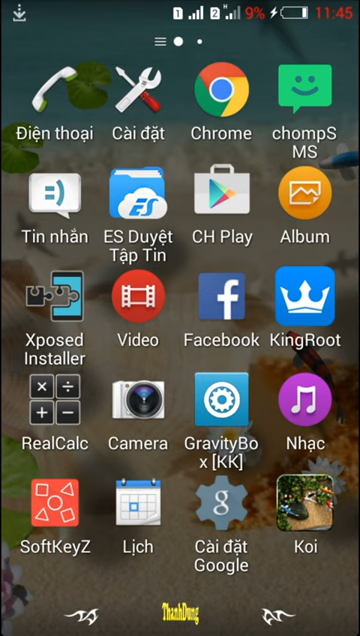 1 2 H 9% 11:45
Điện thoại Cài đặt Chrome chompS
MS
:) ES
Tin nhắn ES Duyệt CH Play Album
Tập Tin
Xposed Video Facebook KingRoot
Installer
RealCalc Camera GravityBo Nhạc
x [KK]
g
SoftKeyZ Lịch Cài đặt Koi
Google
ThanhDung